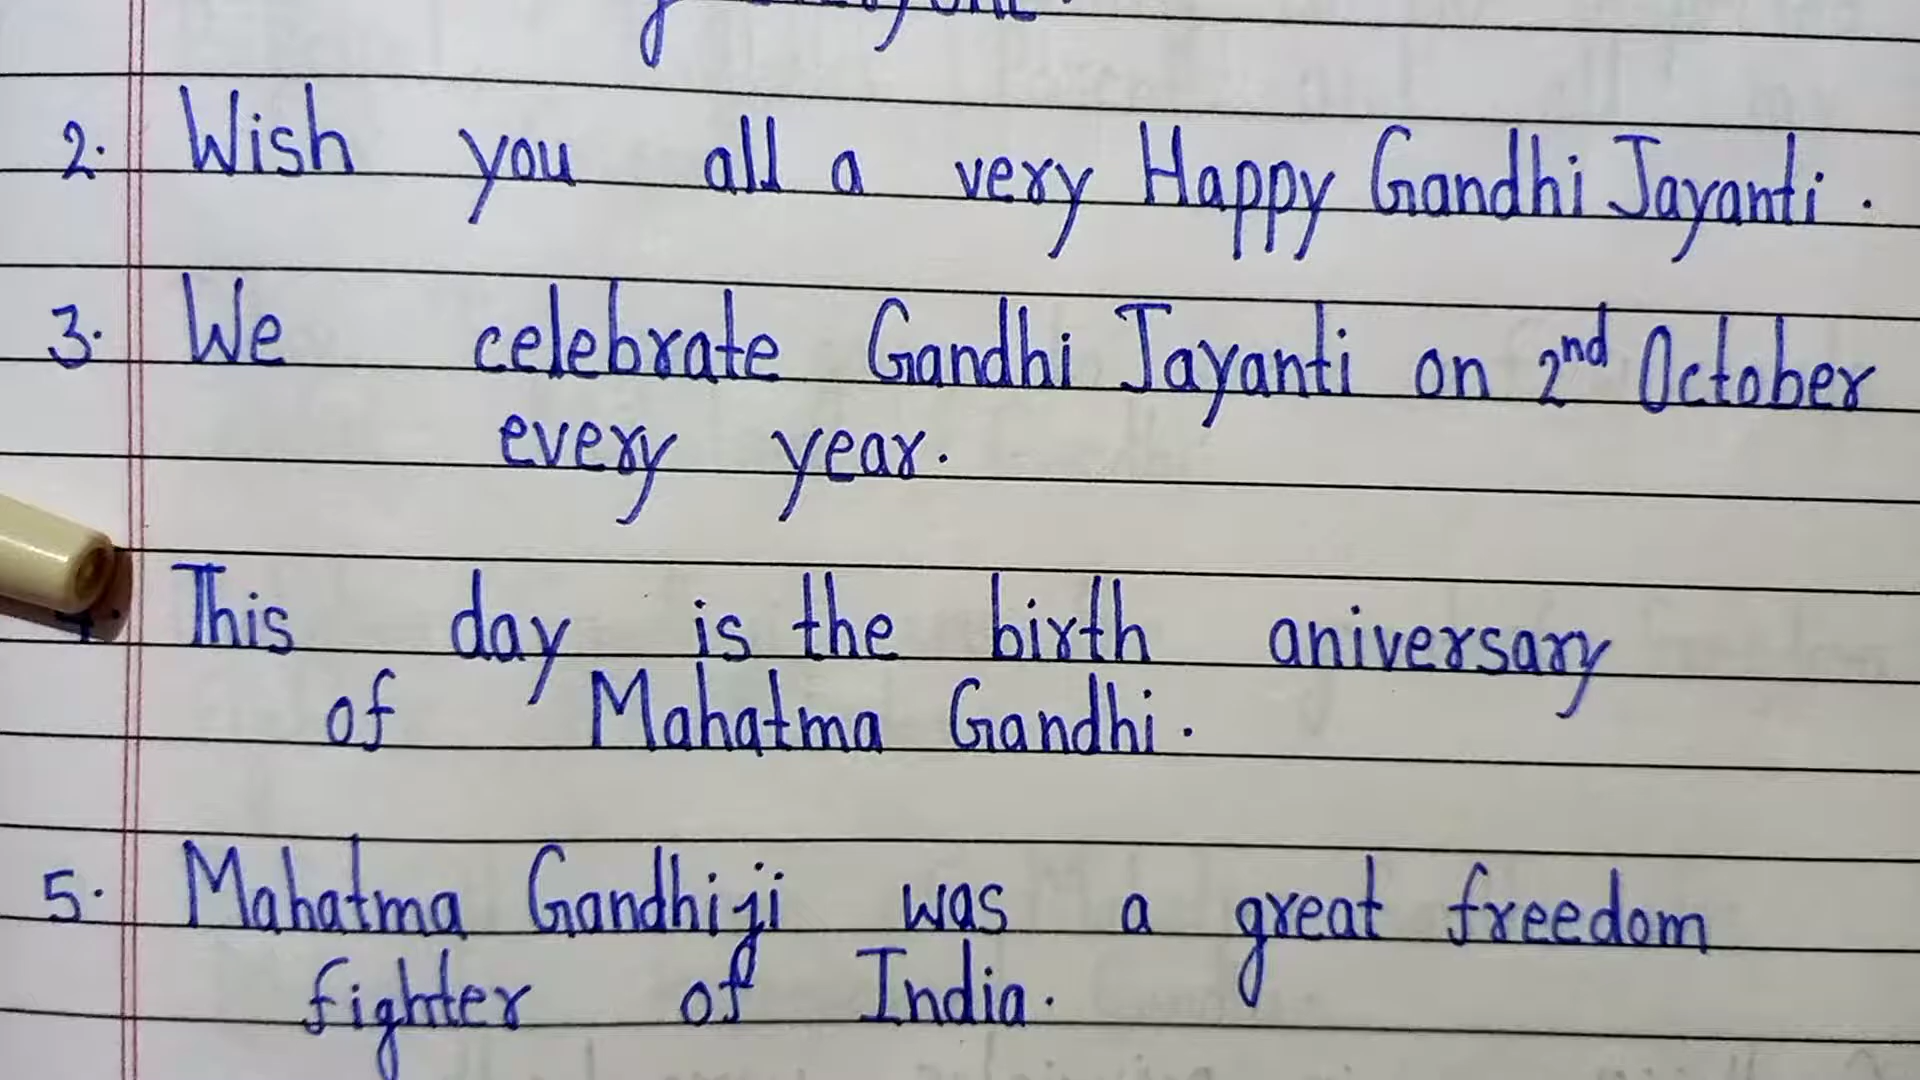 2. Wish you all a very Happy Gandhi Jayanti.
3. We celebrate Gandhi Jayanti on 2nd October
every year.
This day is the birth aniversary
of Mahatma Gandhi.
5. Mahatma Gandhiji was a great freedom
fighter of India.